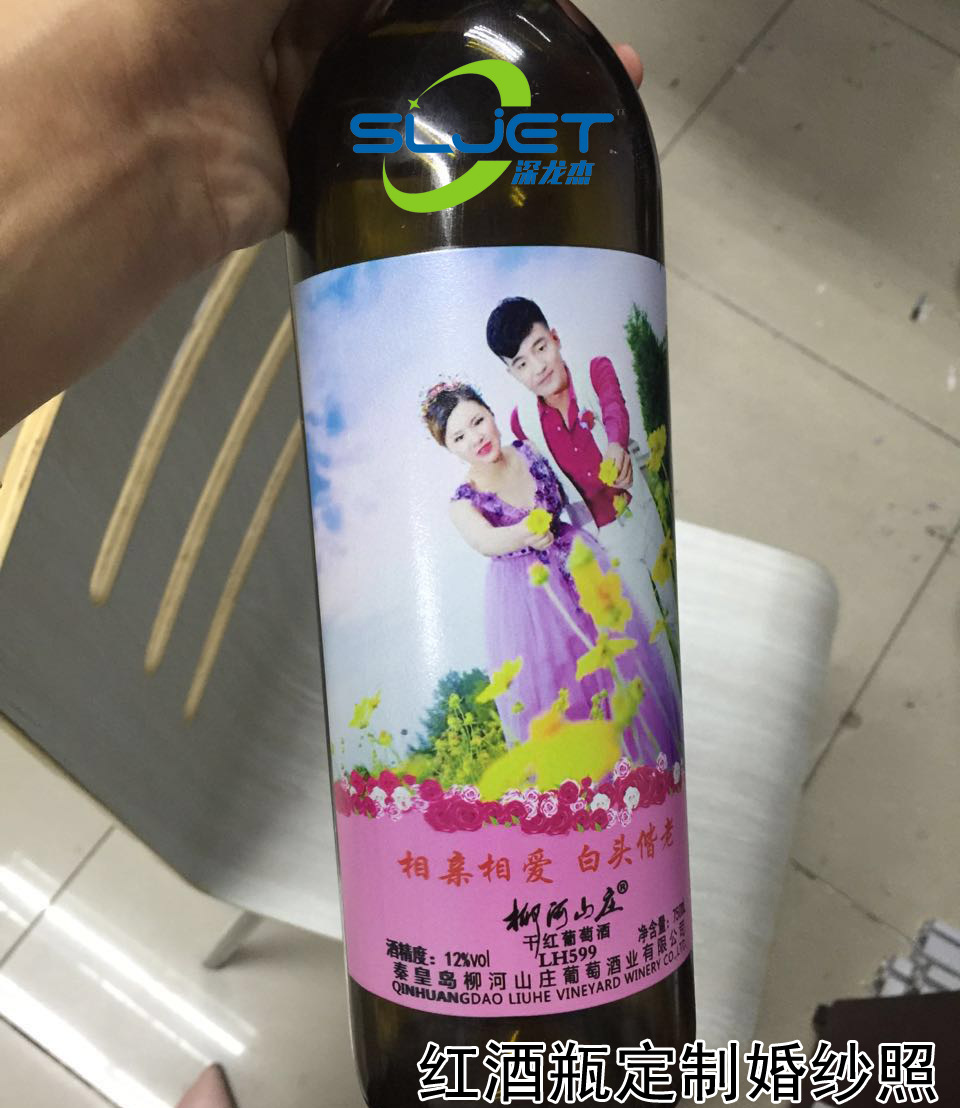 SLJET
深龙杰
相亲相爱 白头偕老
柳河山庄®
干红葡萄酒
酒精度：12%vol
LH599
净含量：750ML
秦皇岛柳河山庄葡萄酒业有限公司
QINHUANGDAO LIUHE VINEYARD WINERY CO.,LTD.
红酒瓶定制婚纱照